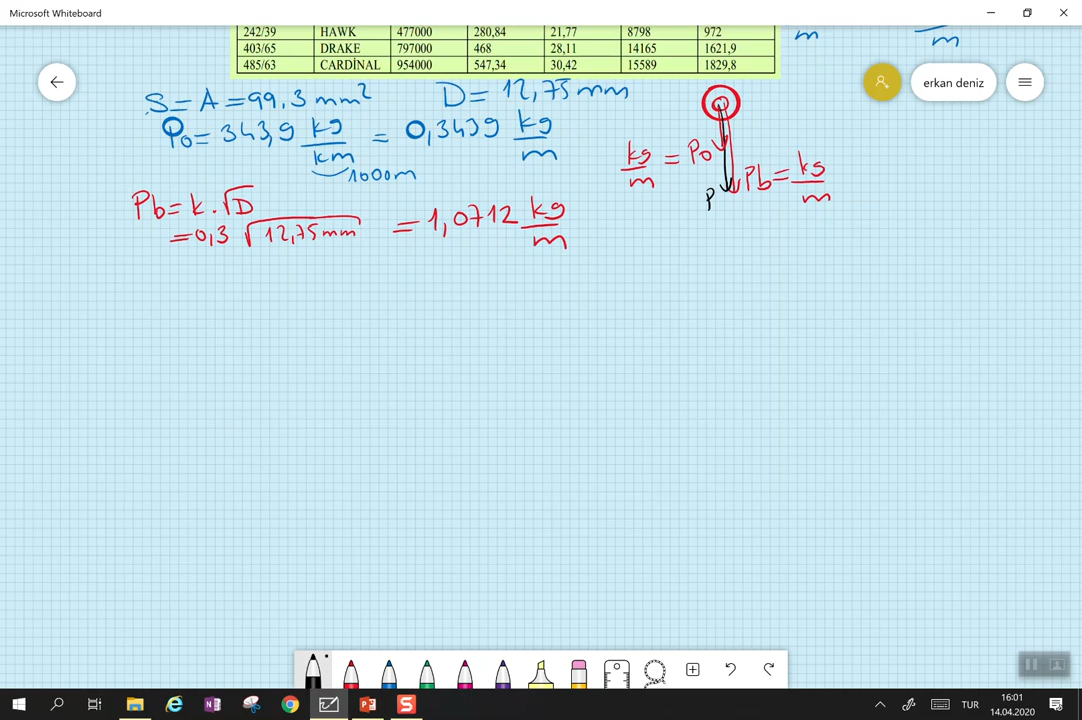 Microsoft Whiteboard
242/39 HAWK 477000 280,84 21,77 8798 972
403/65 DRAKE 797000 468 28,11 14165 1621,9
485/63 CARDİNAL 954000 547,34 30,42 15589 1829,8
m
m
erkan deniz
S = A = 99,3 mm² D = 12,75 mm
Po = 343,9 kg/km = 0,3439 kg/m
1000m
kg/m = Po
Pb = kg/m
P
Pb = k . √D
= 0,3 √12,75mm = 1,0712 kg/m
16:01
TUR
14.04.2020